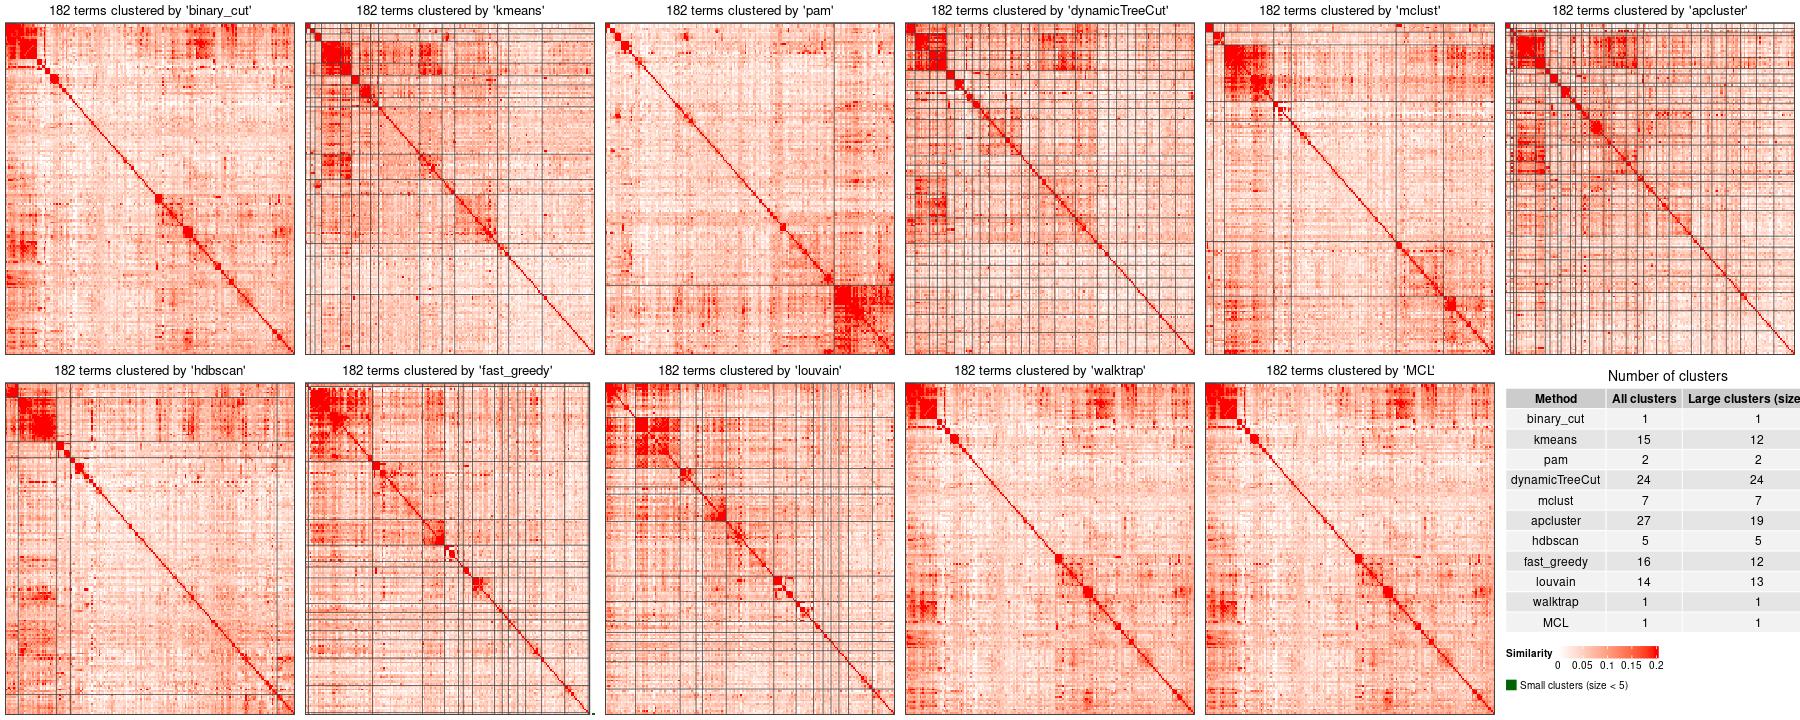 182 terms clustered by 'binary_cut'
182 terms clustered by 'kmeans'
182 terms clustered by 'pam'
182 terms clustered by 'dynamicTreeCut'
182 terms clustered by 'mclust'
182 terms clustered by 'apcluster'
182 terms clustered by 'hdbscan'
182 terms clustered by 'fast_greedy'
182 terms clustered by 'louvain'
182 terms clustered by 'walktrap'
182 terms clustered by 'MCL'
Number of clusters
Method All clusters Large clusters (size
binary_cut 1 1
kmeans 15 12
pam 2 2
dynamicTreeCut 24 24
mclust 7 7
apcluster 27 19
hdbscan 5 5
fast_greedy 16 12
louvain 14 13
walktrap 1 1
MCL 1 1
Similarity
0 0.05 0.1 0.15 0.2
Small clusters (size < 5)